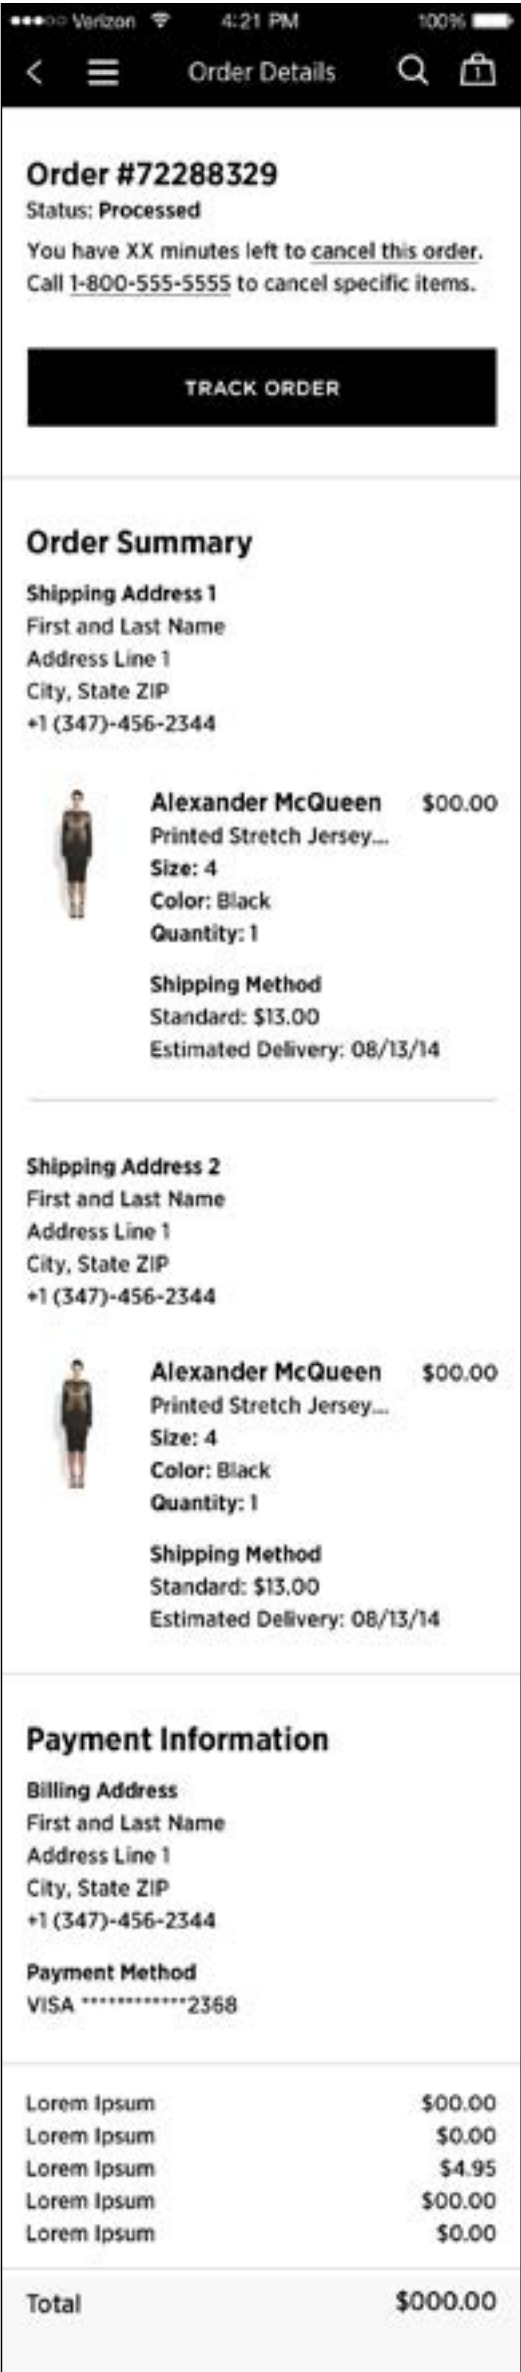 Verizon 4:21 PM 100%
Order Details 1
Order #72288329
Status: Processed
You have XX minutes left to cancel this order.
Call 1-800-555-5555 to cancel specific items.
TRACK ORDER
Order Summary
Shipping Address 1
First and Last Name
Address Line 1
City, State ZIP
+1 (347)-456-2344
Alexander McQueen $00.00
Printed Stretch Jersey...
Size: 4
Color: Black
Quantity: 1
Shipping Method
Standard: $13.00
Estimated Delivery: 08/13/14
Shipping Address 2
First and Last Name
Address Line 1
City, State ZIP
+1 (347)-456-2344
Alexander McQueen $00.00
Printed Stretch Jersey...
Size: 4
Color: Black
Quantity: 1
Shipping Method
Standard: $13.00
Estimated Delivery: 08/13/14
Payment Information
Billing Address
First and Last Name
Address Line 1
City, State ZIP
+1 (347)-456-2344
Payment Method
VISA ************2368
Lorem Ipsum $00.00
Lorem Ipsum $0.00
Lorem Ipsum $4.95
Lorem Ipsum $00.00
Lorem Ipsum $0.00
Total $000.00